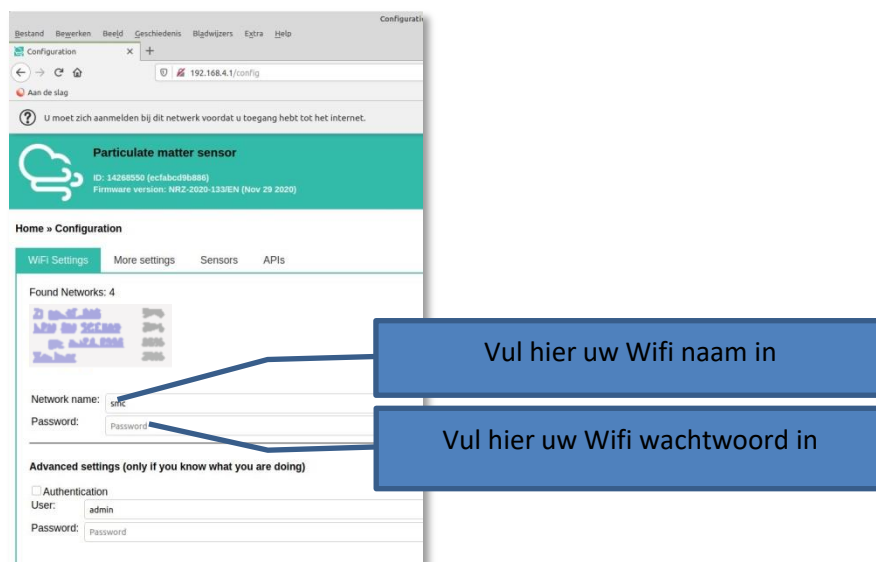 Configurati
Bestand Bewerken Beeld Geschiedenis Bladwijzers Extra Help
Configuration
192.168.4.1/config
Aan de slag
U moet zich aanmelden bij dit netwerk voordat u toegang hebt tot het internet.
Particulate matter sensor
ID: 14268550 (ecfabcd9b886)
Firmware version: NRZ-2020-133/EN (Nov 29 2020)
Home » Configuration
WiFi Settings More settings Sensors APIs
Found Networks: 4
Vul hier uw Wifi naam in
Network name: smc
Password: Password
Vul hier uw Wifi wachtwoord in
Advanced settings (only if you know what you are doing)
Authentication
User: admin
Password: Password